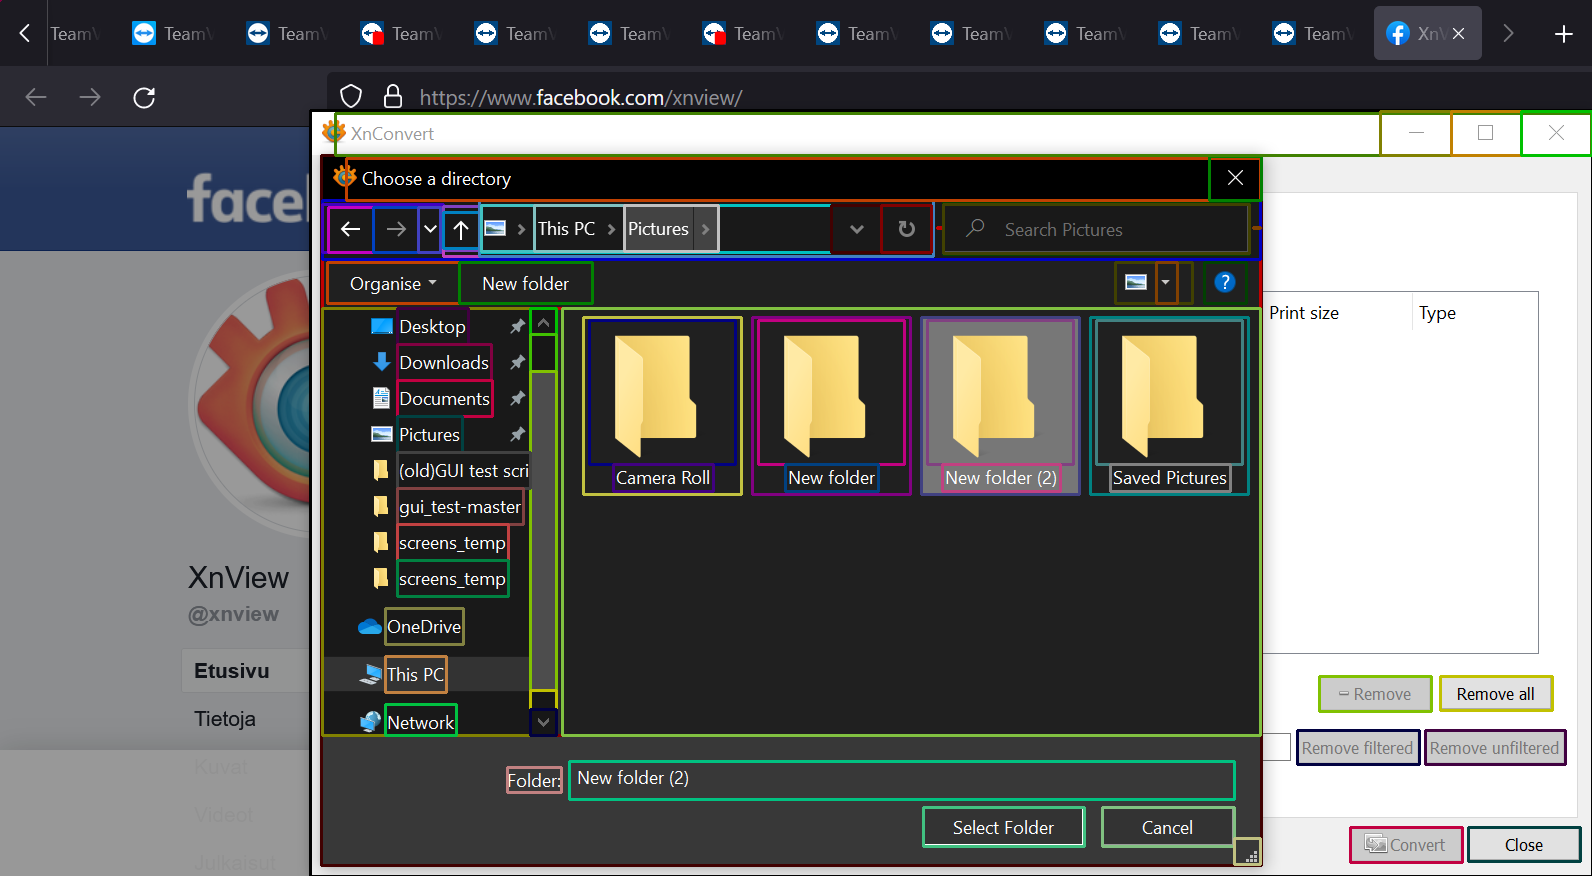 TeamV
TeamV
TeamV
TeamV
TeamV
TeamV
TeamV
TeamV
TeamV
TeamV
TeamV
TeamV
XnV
https://www.facebook.com/xnview/
XnConvert
Choose a directory
This PC
Pictures
Search Pictures
Organise
New folder
?
Print size
Type
Desktop
Downloads
Documents
Pictures
(old)GUI test scri
gui_test-master
screens_temp
screens_temp
OneDrive
This PC
Network
Camera Roll
New folder
New folder (2)
Saved Pictures
XnView
@xnview
Etusivu
Tietoja
Kuvat
Videot
Julkaisut
Remove
Remove all
Remove filtered
Remove unfiltered
Folder:
New folder (2)
Select Folder
Cancel
Convert
Close